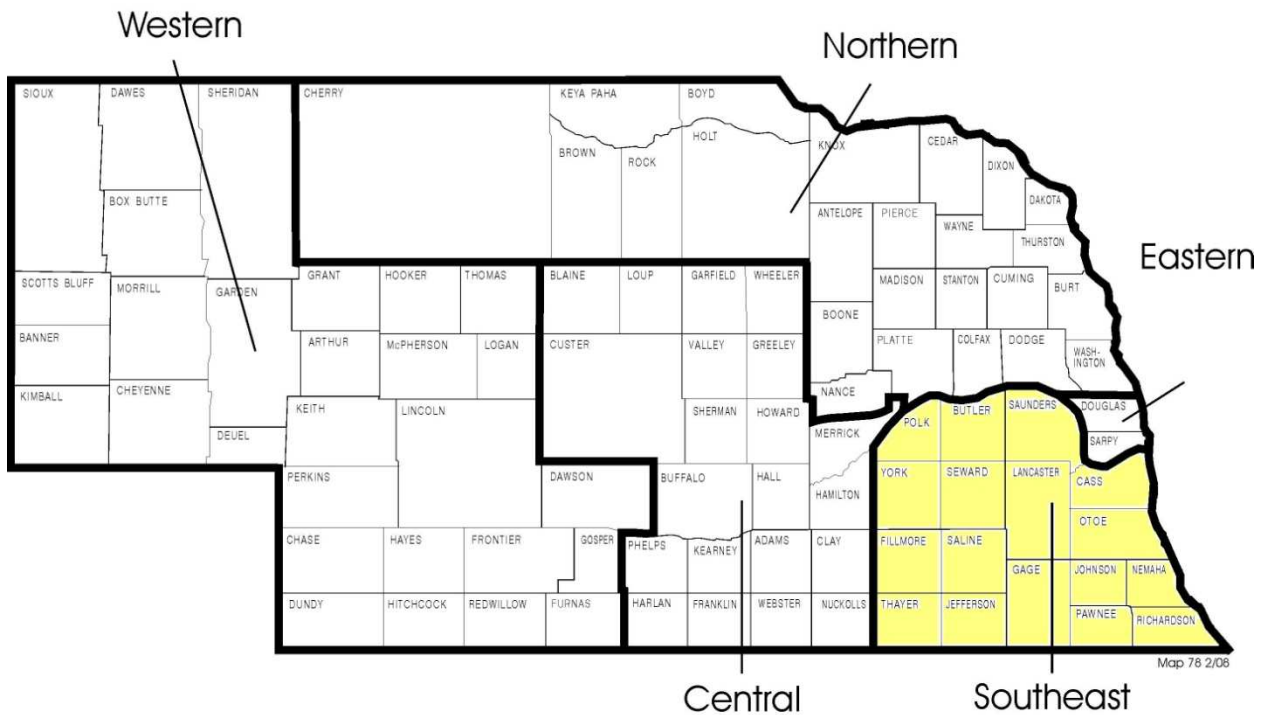 Western
Northern
SIOUX
DAWES
SHERIDAN
CHERRY
KEYA PAHA
BOYD
HOLT
BROWN
ROCK
KNOX
CEDAR
DIXON
DAKOTA
BOX BUTTE
ANTELOPE
PIERCE
WAYNE
THURSTON
Eastern
SCOTTS BLUFF
MORRILL
GARDEN
GRANT
HOOKER
THOMAS
BLAINE
LOUP
GARFIELD
WHEELER
MADISON
STANTON
CUMING
BURT
BANNER
ARTHUR
McPHERSON
LOGAN
CUSTER
VALLEY
GREELEY
BOONE
PLATTE
COLFAX
DODGE
WASH-
INGTON
KIMBALL
CHEYENNE
KEITH
LINCOLN
SHERMAN
HOWARD
NANCE
MERRICK
POLK
BUTLER
SAUNDERS
DOUGLAS
SARPY
DEUEL
PERKINS
DAWSON
BUFFALO
HALL
HAMILTON
YORK
SEWARD
LANCASTER
CASS
OTOE
CHASE
HAYES
FRONTIER
GOSPER
PHELPS
KEARNEY
ADAMS
CLAY
FILLMORE
SALINE
GAGE
JOHNSON
NEMAHA
DUNDY
HITCHCOCK
REDWILLOW
FURNAS
HARLAN
FRANKLIN
WEBSTER
NUCKOLLS
THAYER
JEFFERSON
PAWNEE
RICHARDSON
Map 78 2/08
Central
Southeast